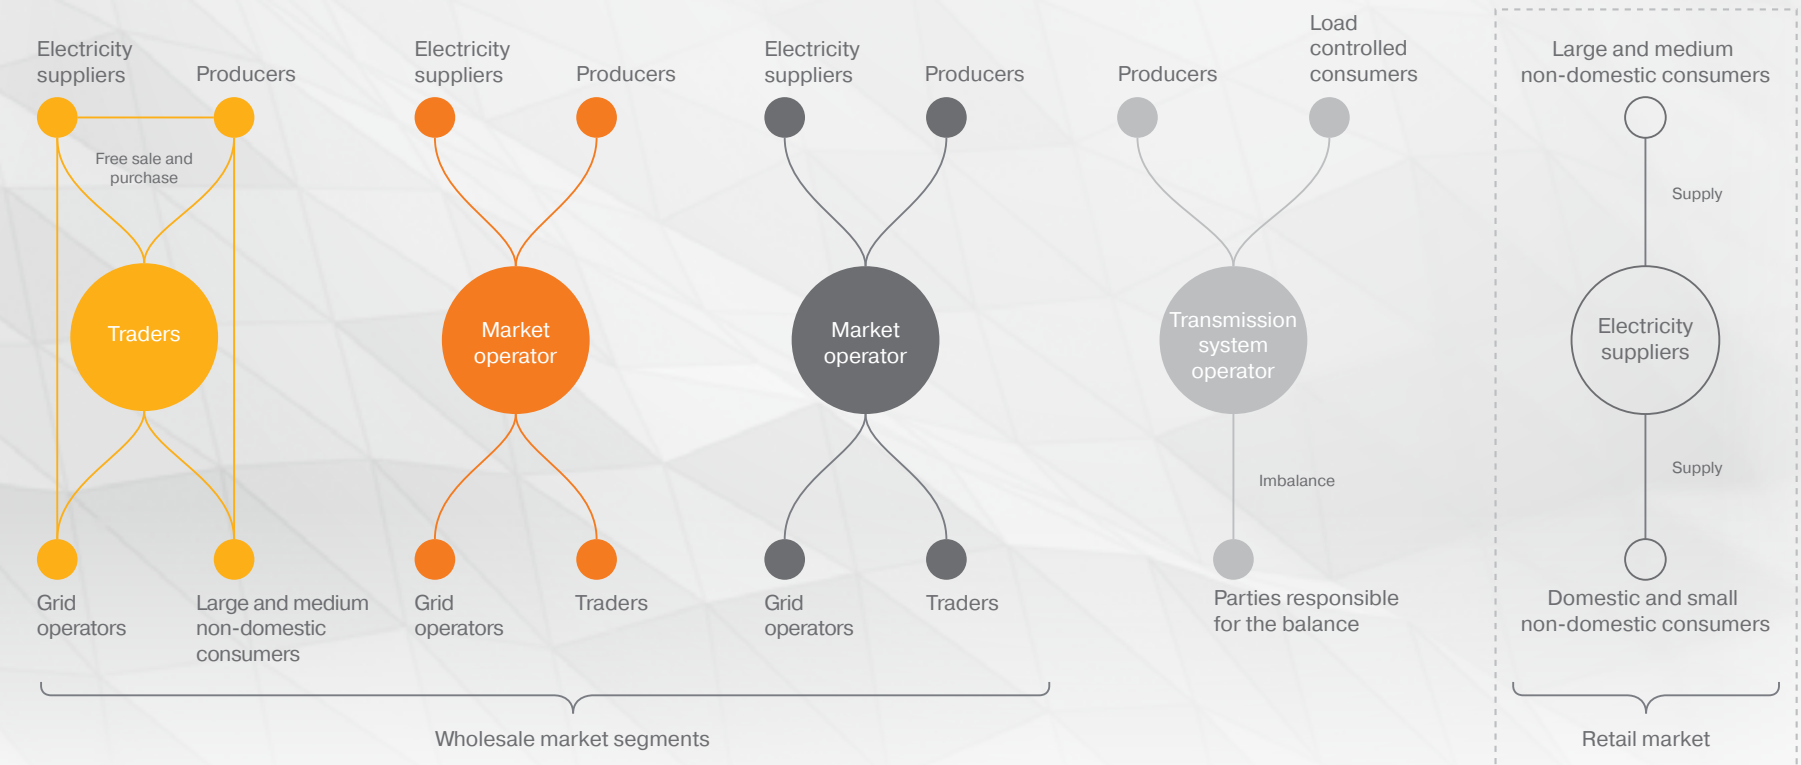 Electricity
suppliers
Producers
Free sale and
purchase
Traders
Grid
operators
Large and medium
non-domestic
consumers
Electricity
suppliers
Producers
Market
operator
Grid
operators
Traders
Electricity
suppliers
Producers
Market
operator
Grid
operators
Traders
Wholesale market segments
Producers
Load
controlled
consumers
Transmission
system
operator
Imbalance
Parties responsible
for the balance
Large and medium
non-domestic consumers
Supply
Electricity
suppliers
Supply
Domestic and small
non-domestic consumers
Retail market